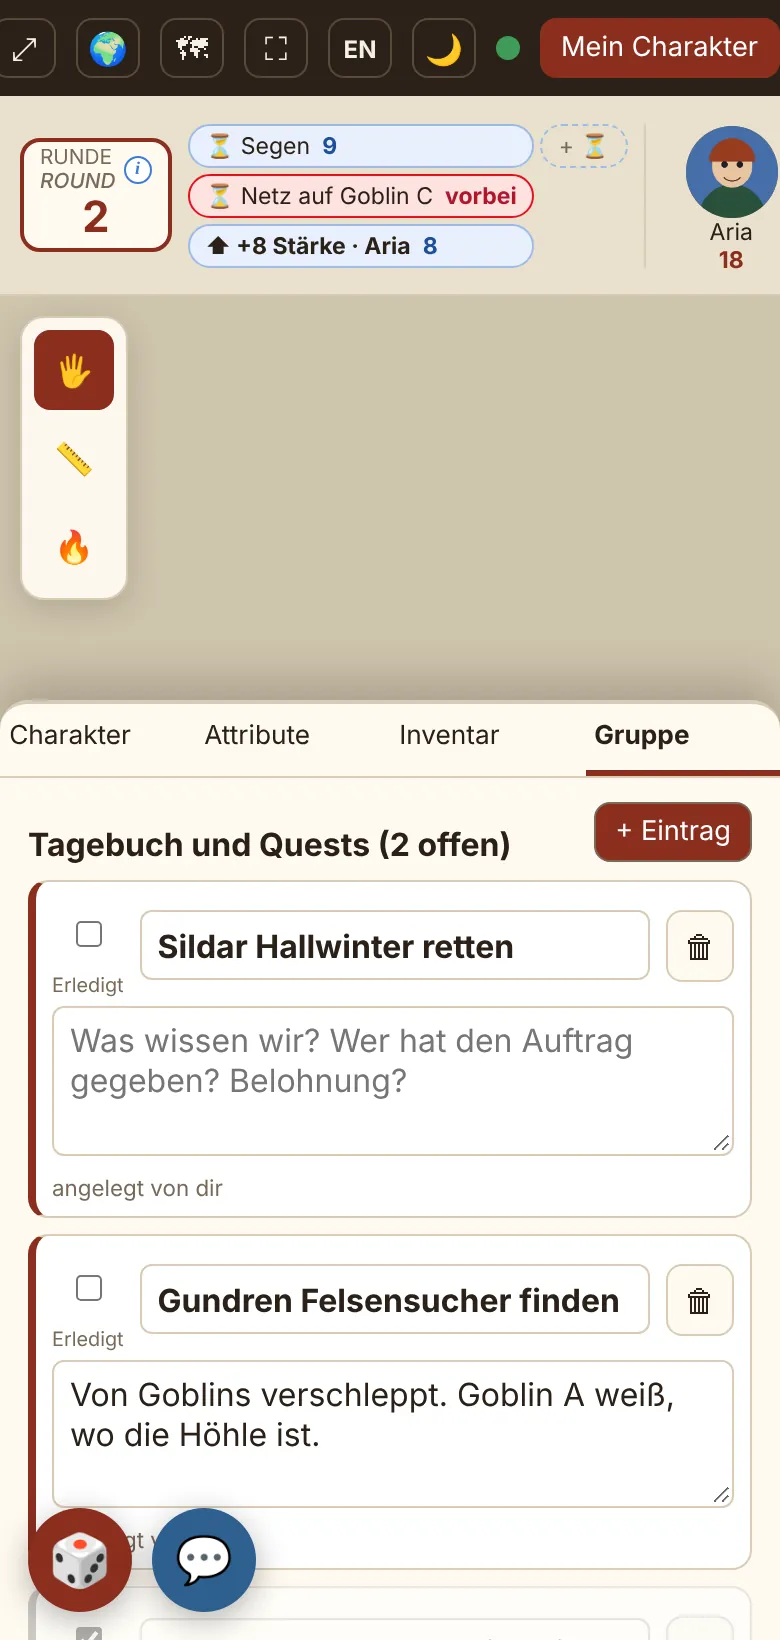 EN
Mein Charakter
RUNDE
ROUND
i
2
Segen 9
+
Netz auf Goblin C vorbei
+8 Stärke · Aria 8
Aria
18
Charakter
Attribute
Inventar
Gruppe
Tagebuch und Quests (2 offen)
+ Eintrag
Sildar Hallwinter retten
Erledigt
Was wissen wir? Wer hat den Auftrag
gegeben? Belohnung?
angelegt von dir
Gundren Felsensucher finden
Erledigt
Von Goblins verschleppt. Goblin A weiß,
wo die Höhle ist.